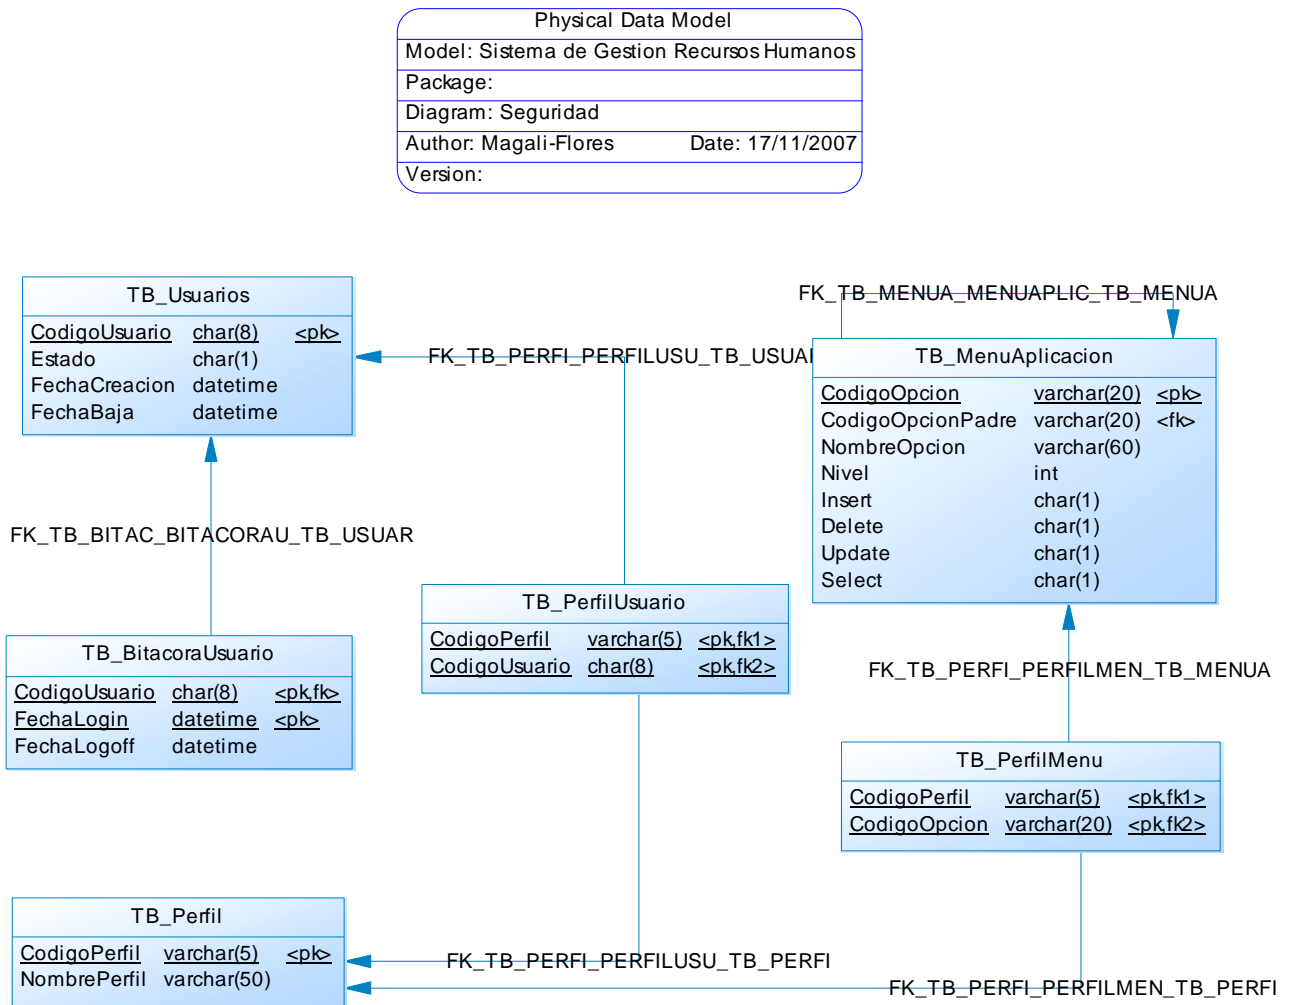 Physical Data Model
Model: Sistema de Gestion Recursos Humanos
Package:
Diagram: Seguridad
Author: Magali-Flores Date: 17/11/2007
Version:
TB_Usuarios
CodigoUsuario char(8) <pk>
Estado char(1)
FechaCreacion datetime
FechaBaja datetime
FK_TB_PERFI_PERFILUSU_TB_USUAI
FK_TB_MENUA_MENUAPLIC_TB_MENUA
TB_MenuAplicacion
CodigoOpcion varchar(20) <pk>
CodigoOpcionPadre varchar(20) <fk>
NombreOpcion varchar(60)
Nivel int
Insert char(1)
Delete char(1)
Update char(1)
Select char(1)
FK_TB_BITAC_BITACORAU_TB_USUAR
TB_PerfilUsuario
CodigoPerfil varchar(5) <pk,fk1>
CodigoUsuario char(8) <pk,fk2>
TB_BitacoraUsuario
CodigoUsuario char(8) <pk,fk>
FechaLogin datetime <pk>
FechaLogoff datetime
FK_TB_PERFI_PERFILMEN_TB_MENUA
TB_PerfilMenu
CodigoPerfil varchar(5) <pk,fk1>
CodigoOpcion varchar(20) <pk,fk2>
TB_Perfil
CodigoPerfil varchar(5) <pk>
NombrePerfil varchar(50)
FK_TB_PERFI_PERFILUSU_TB_PERFI
FK_TB_PERFI_PERFILMEN_TB_PERFI